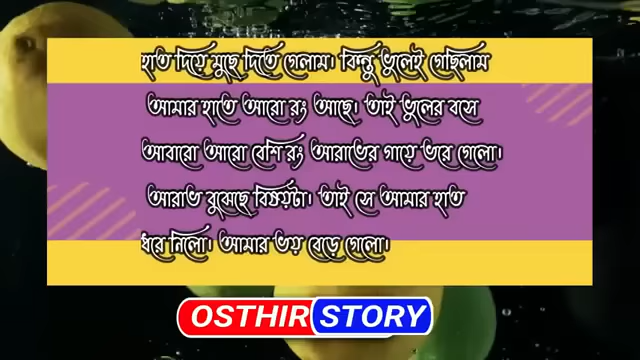 হাত দিয়ে মুছে দিতে গেলাম। কিন্তু ভুলেই গেছিলাম
আমার হাতে আরো রং আছে। তাই ভুলের বসে
আবারো আরো বেশি রং আরাভের গায়ে ভরে গেলো।
আরাভ বুঝেছে বিষয়টা। তাই সে আমার হাত
ধরে নিলো। আমার ভয় বেড়ে গেলো।
OSTHIR STORY